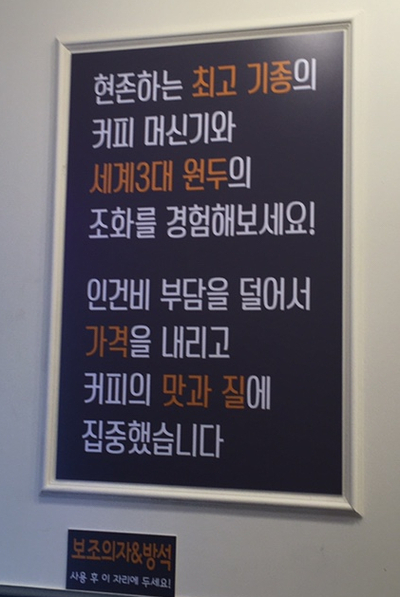 현존하는 최고 기종의
커피 머신기와
세계3대 원두의
조화를 경험해보세요!
인건비 부담을 덜어서
가격을 내리고
커피의 맛과 질에
집중했습니다
보조의자&방석
사용 후 이 자리에 두세요!